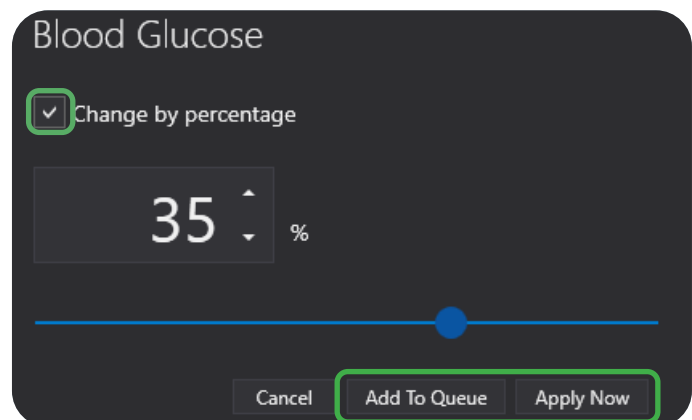 Blood Glucose
Change by percentage
35 %
Cancel Add To Queue Apply Now